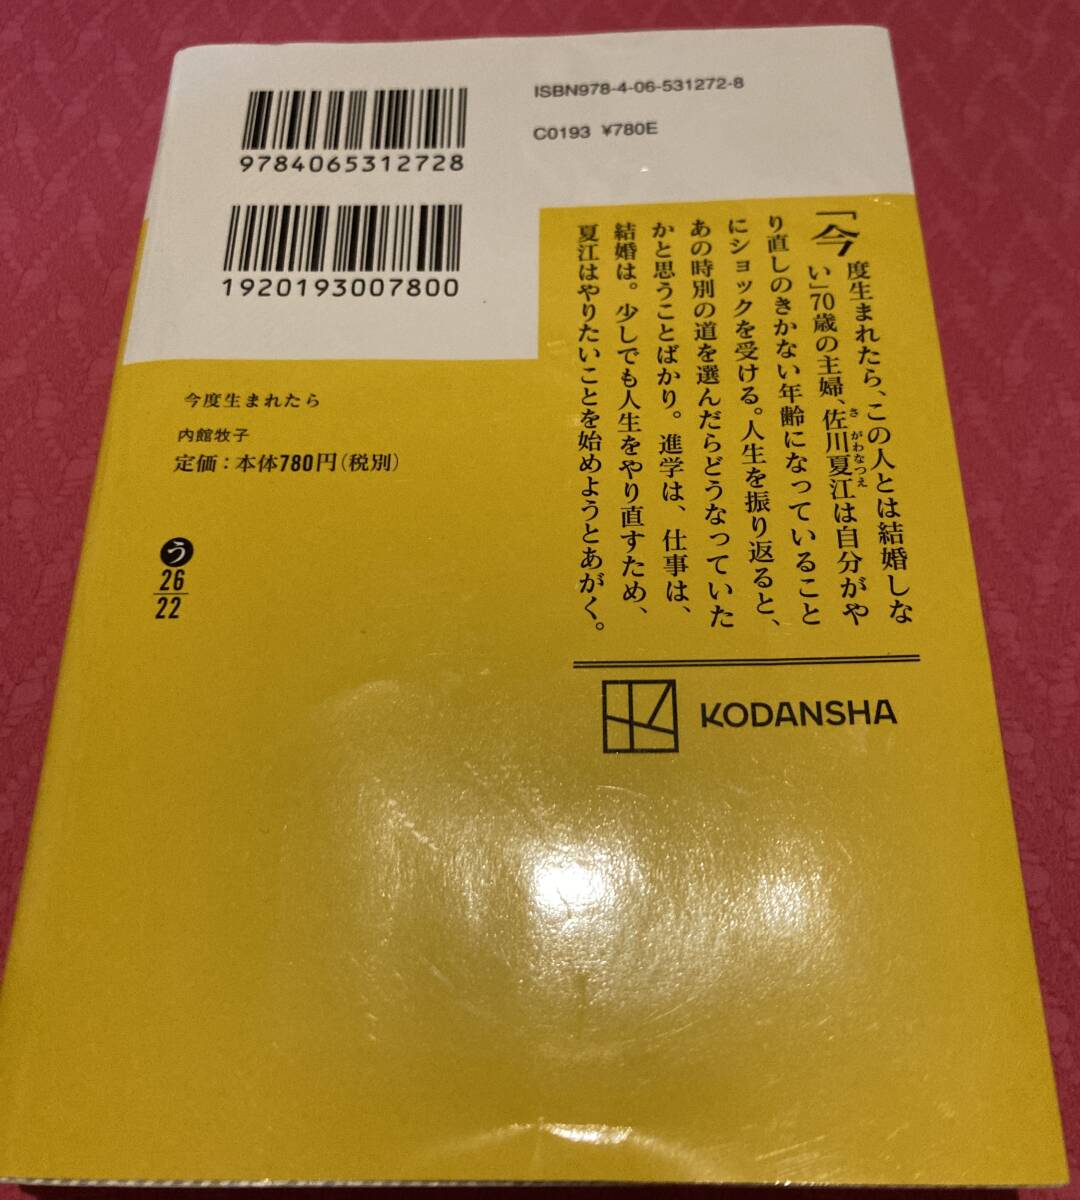 ISBN978-4-06-531272-8
C0193 ¥780E
9784065312728
1920193007800
「今度生まれたら、この人とは結婚しな
い」70歳の主婦、佐川夏江は自分がや
さがわなつえ
り直しのきかない年齢になっていること
にショックを受ける。人生を振り返ると、
あの時別の道を選んだらどうなっていた
かと思うことばかり。進学は、仕事は、
結婚は。少しでも人生をやり直すため、
夏江はやりたいことを始めようとあがく。
KODANSHA
今度生まれたら
内館牧子
定価：本体780円（税別）
う
26
22